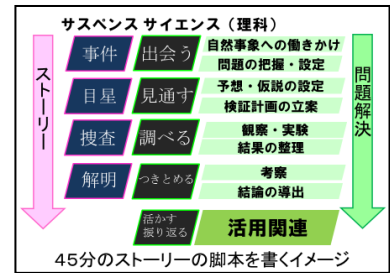 サスペンス サイエンス（理科）
ストーリー
事件 出会う 自然事象への働きかけ
問題の把握・設定
目星 見通す 予想・仮説の設定
検証計画の立案
捜査 調べる 観察・実験
結果の整理
解明 つきとめる 考察
結論の導出
活かす
振り返る 活用関連
問題解決
45分のストーリーの脚本を書くイメージ